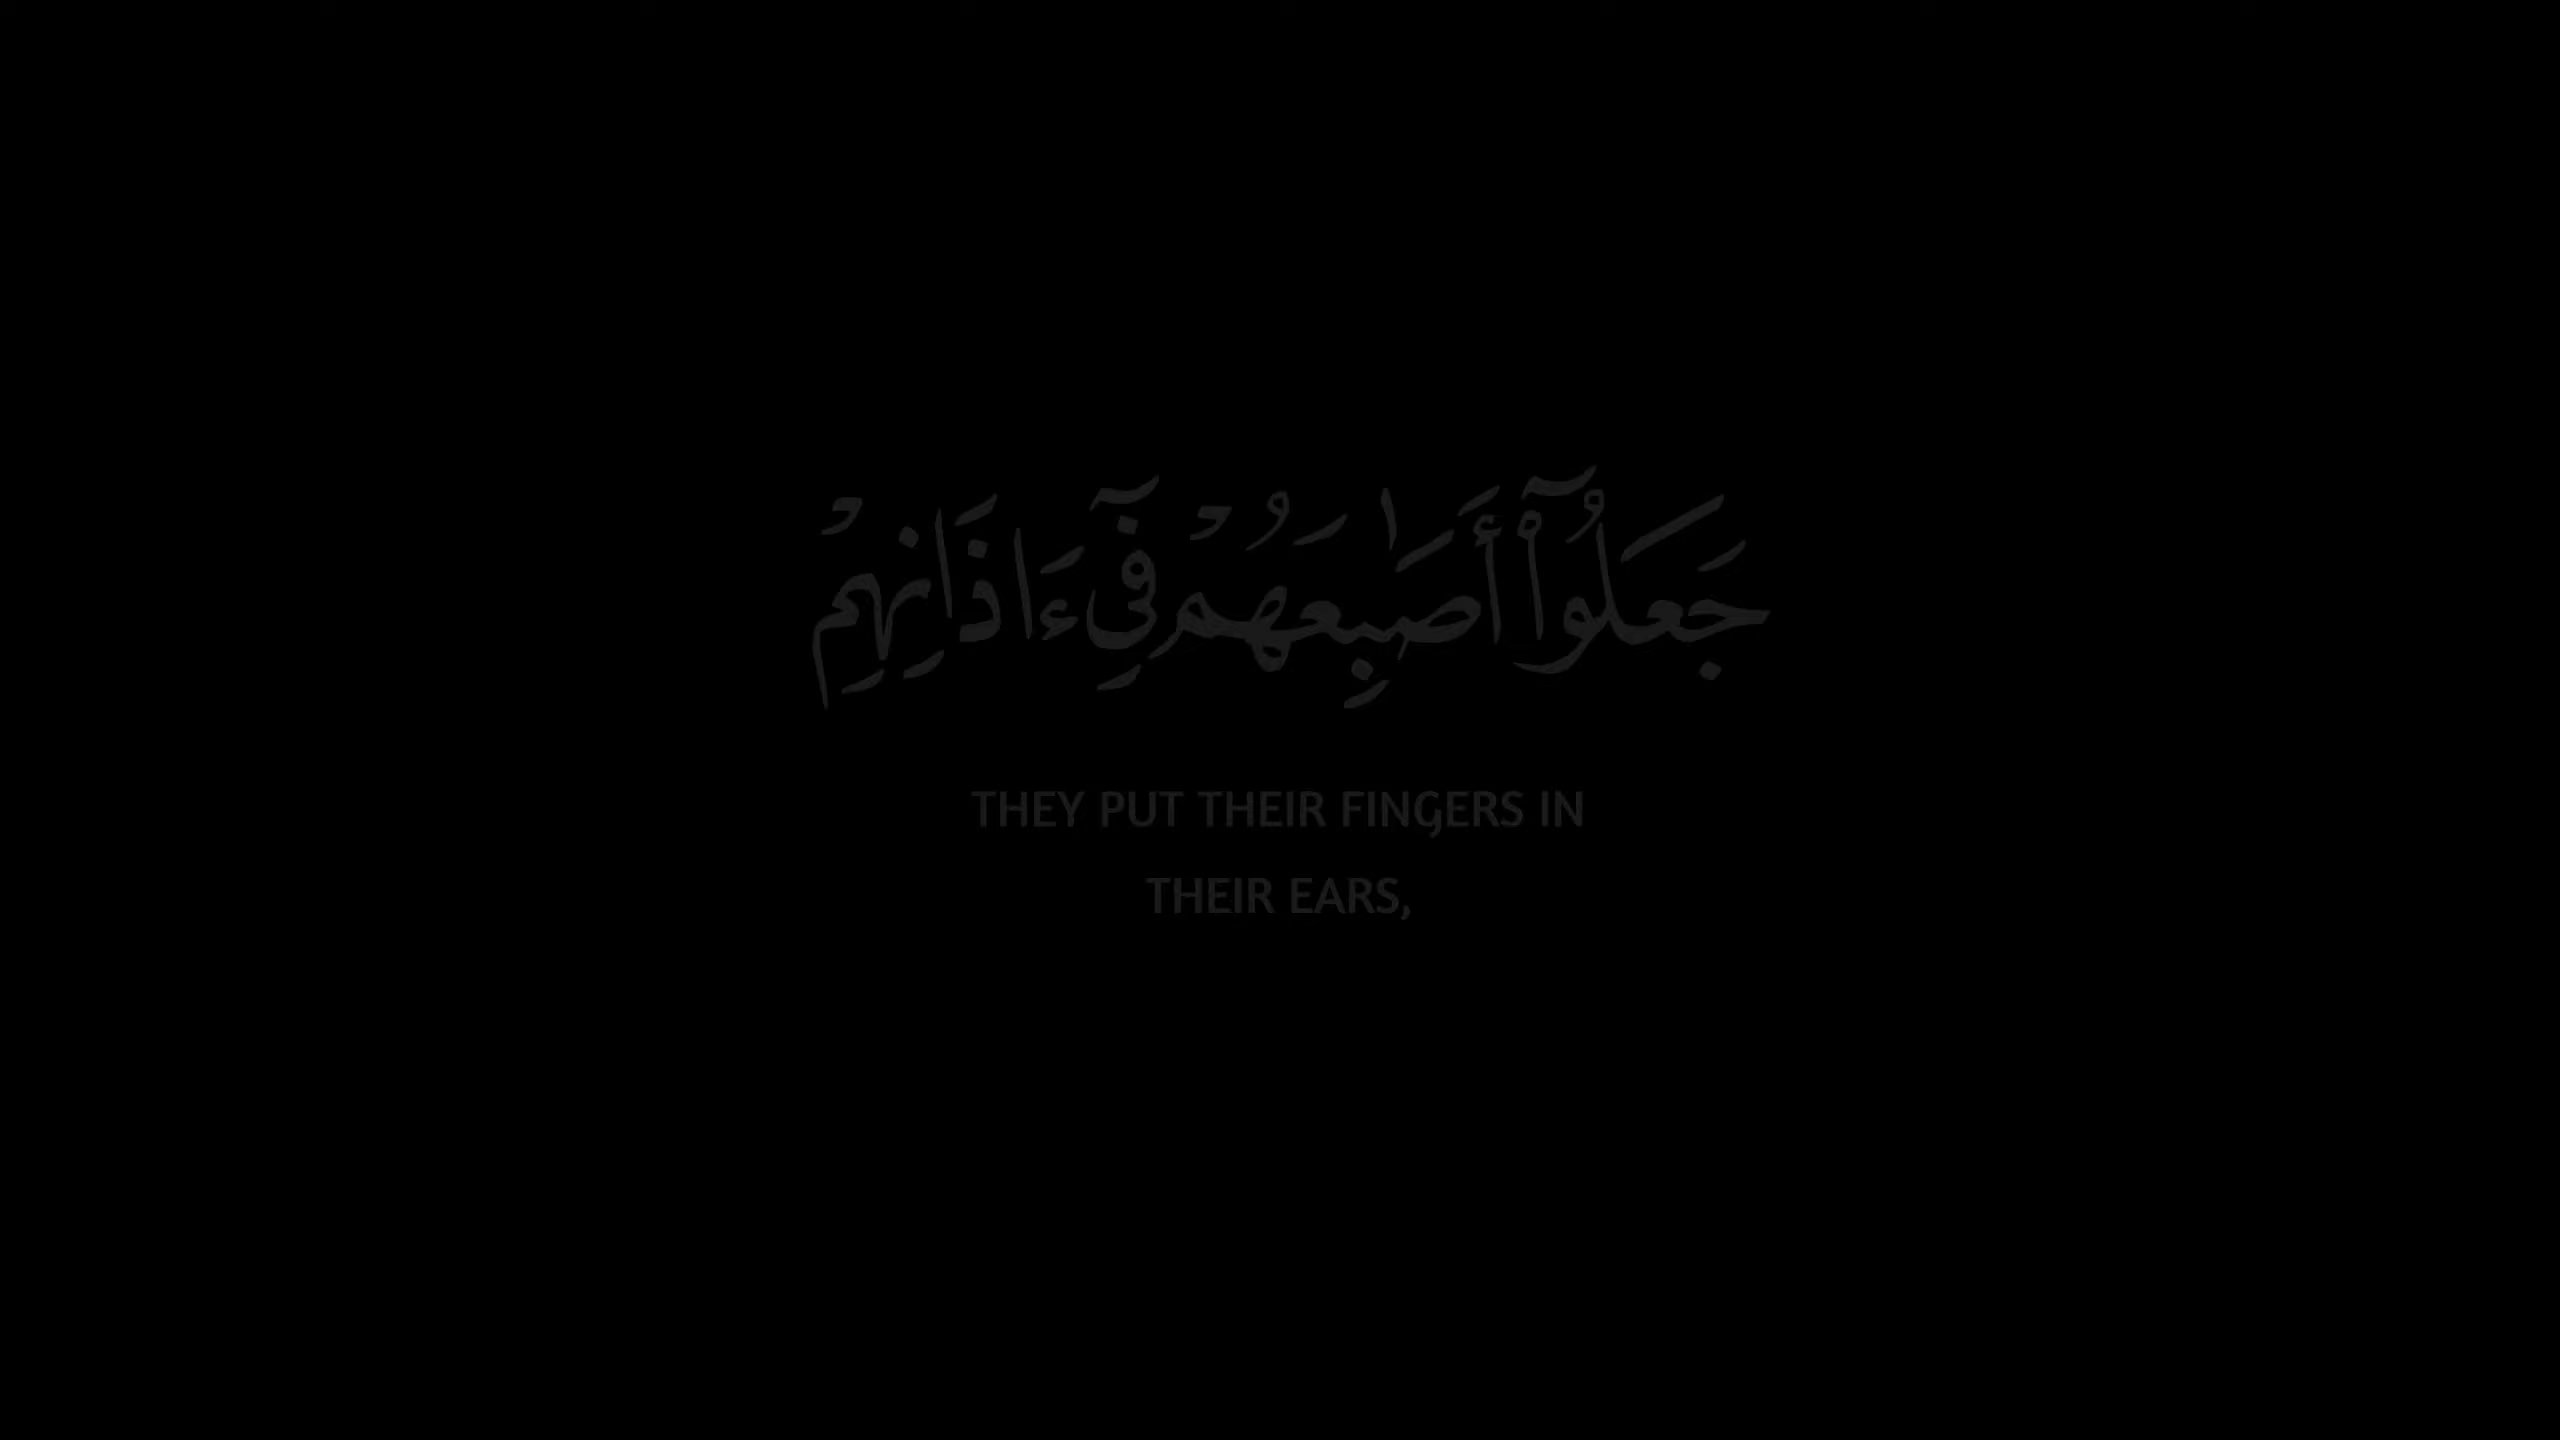 جَعَلُوٓا۟ أَصَـٰبِعَهُمْ فِىٓ ءَاذَانِهِمْ
THEY PUT THEIR FINGERS IN
THEIR EARS,